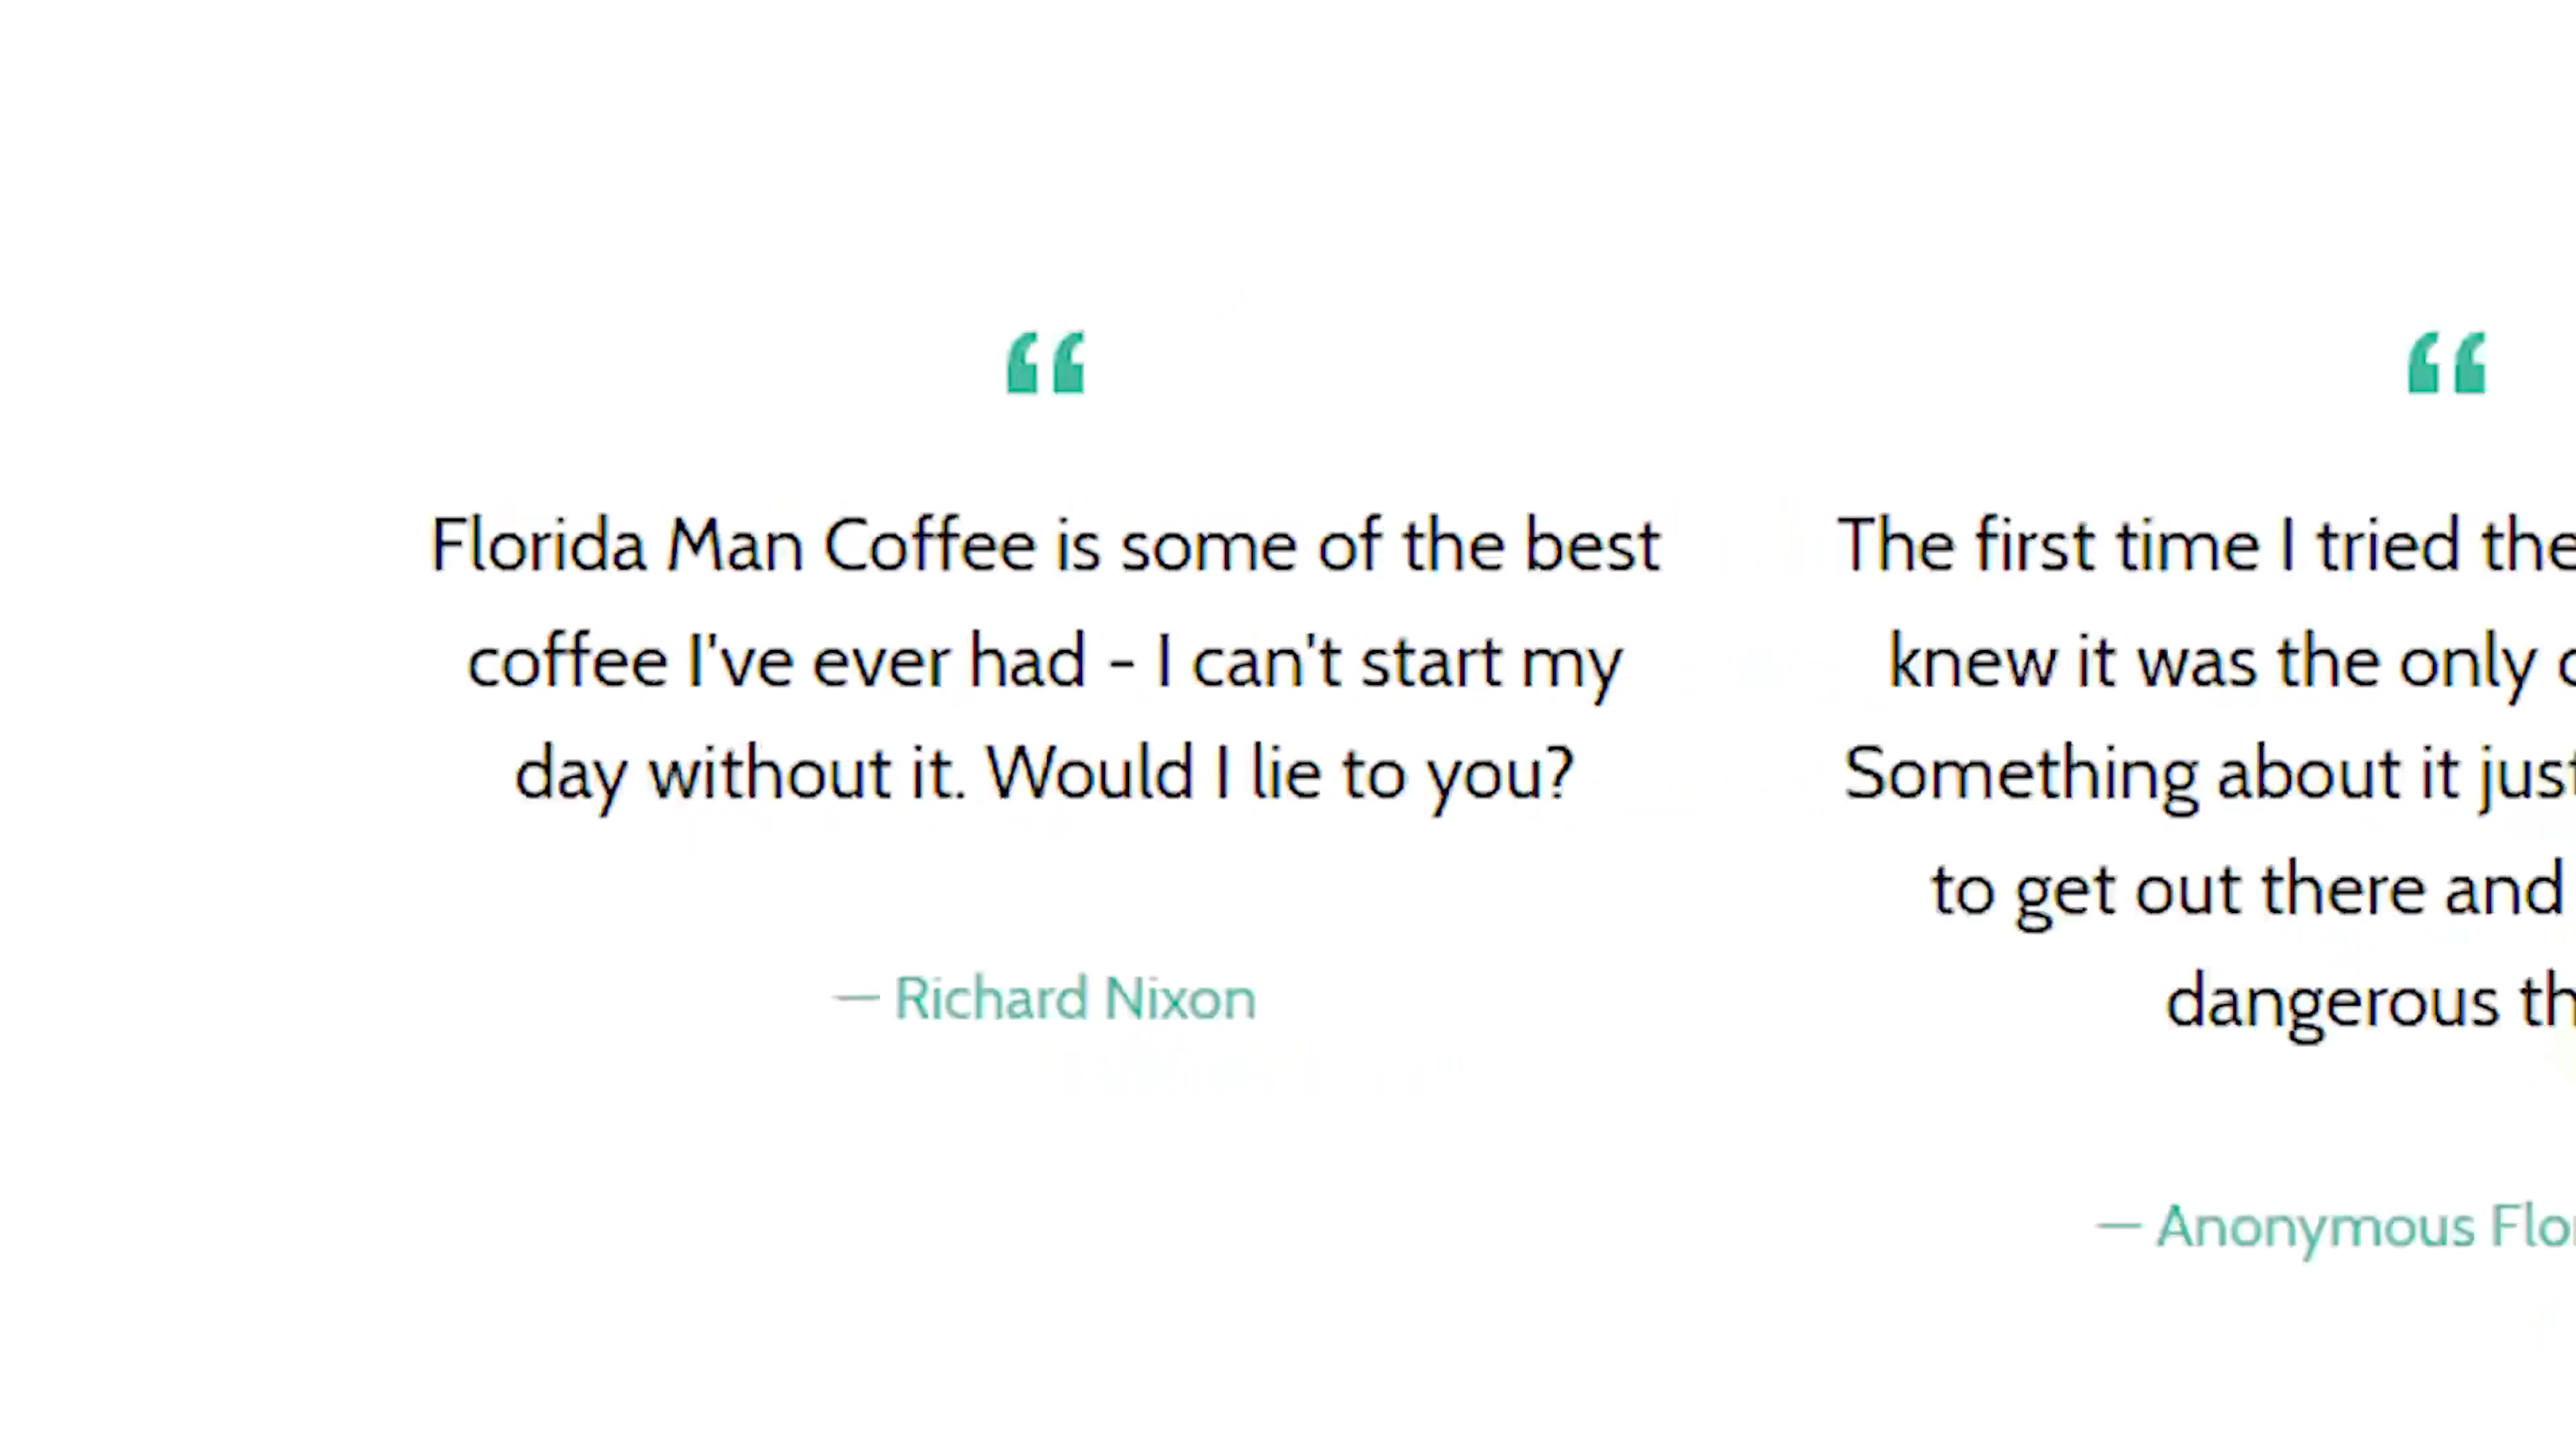 “
Florida Man Coffee is some of the best
coffee I've ever had - I can't start my
day without it. Would I lie to you?
— Richard Nixon
“
The first time I tried the
knew it was the only
Something about it just
to get out there and
dangerous
— Anonymous